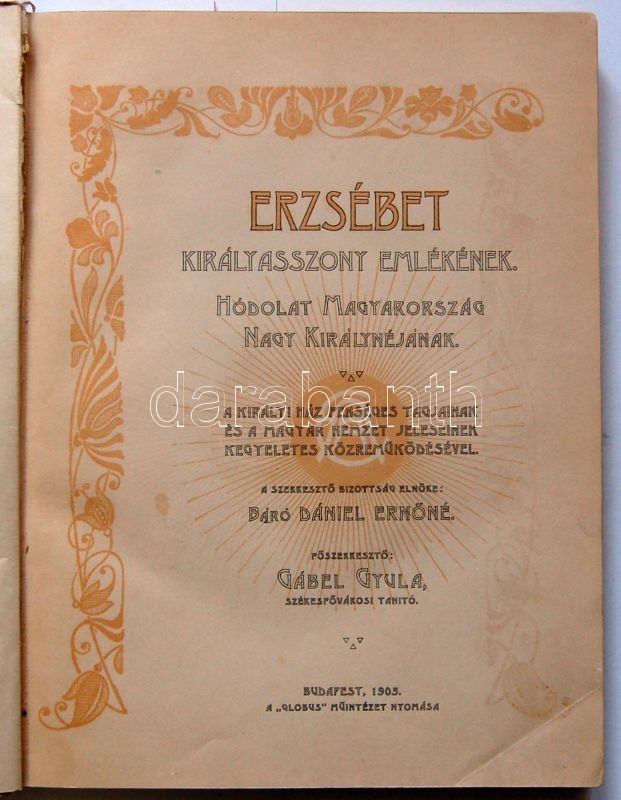 ERZSÉBET
KIRÁLYASSZONY EMLÉKÉNEK.
HÓDOLAT MAGYARORSZÁG
NAGY KIRÁLYNÉJÁNAK.
A KIRÁLYI HÁZ FENSÉGES TAGJAINAK
ÉS A MAGYAR NEMZET JELESEINEK
KEGYELETES KÖZREMŰKÖDÉSÉVEL.
darabanth
A SZERKESZTŐ BIZOTTSÁG ELNÖKE:
BÁRÓ DÁNIEL ERNŐNÉ.
FŐSZERKESZTŐ:
GÁBEL GYULA,
SZÉKESFŐVÁROSI TANITÓ.
BUDAPEST, 1905.
A „GLOBUS" MŰINTÉZET NYOMÁSA